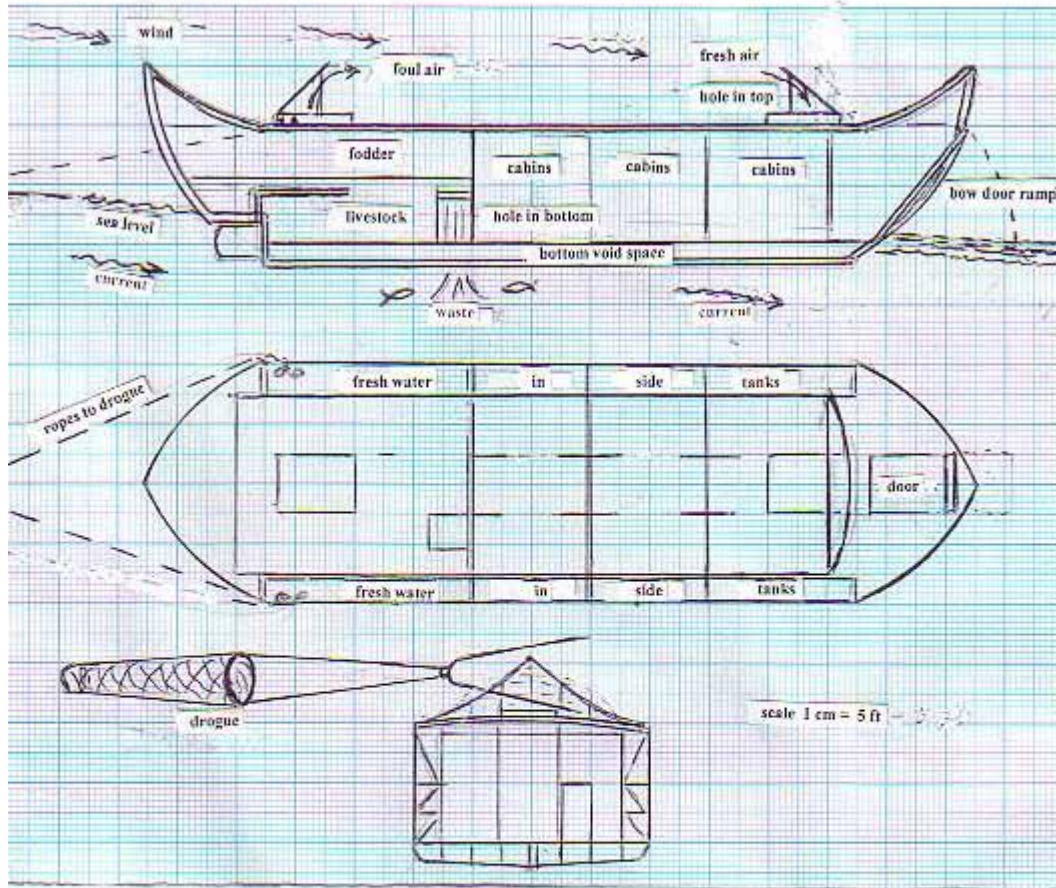 wind
foul air
fresh air
hole in top
fodder
cabins
cabins
cabins
bow door ramp
livestock
hole in bottom
sea level
bottom void space
current
waste
current
fresh water in side tanks
ropes to drogue
door
fresh water in side tanks
drogue
scale 1 cm = 5 ft